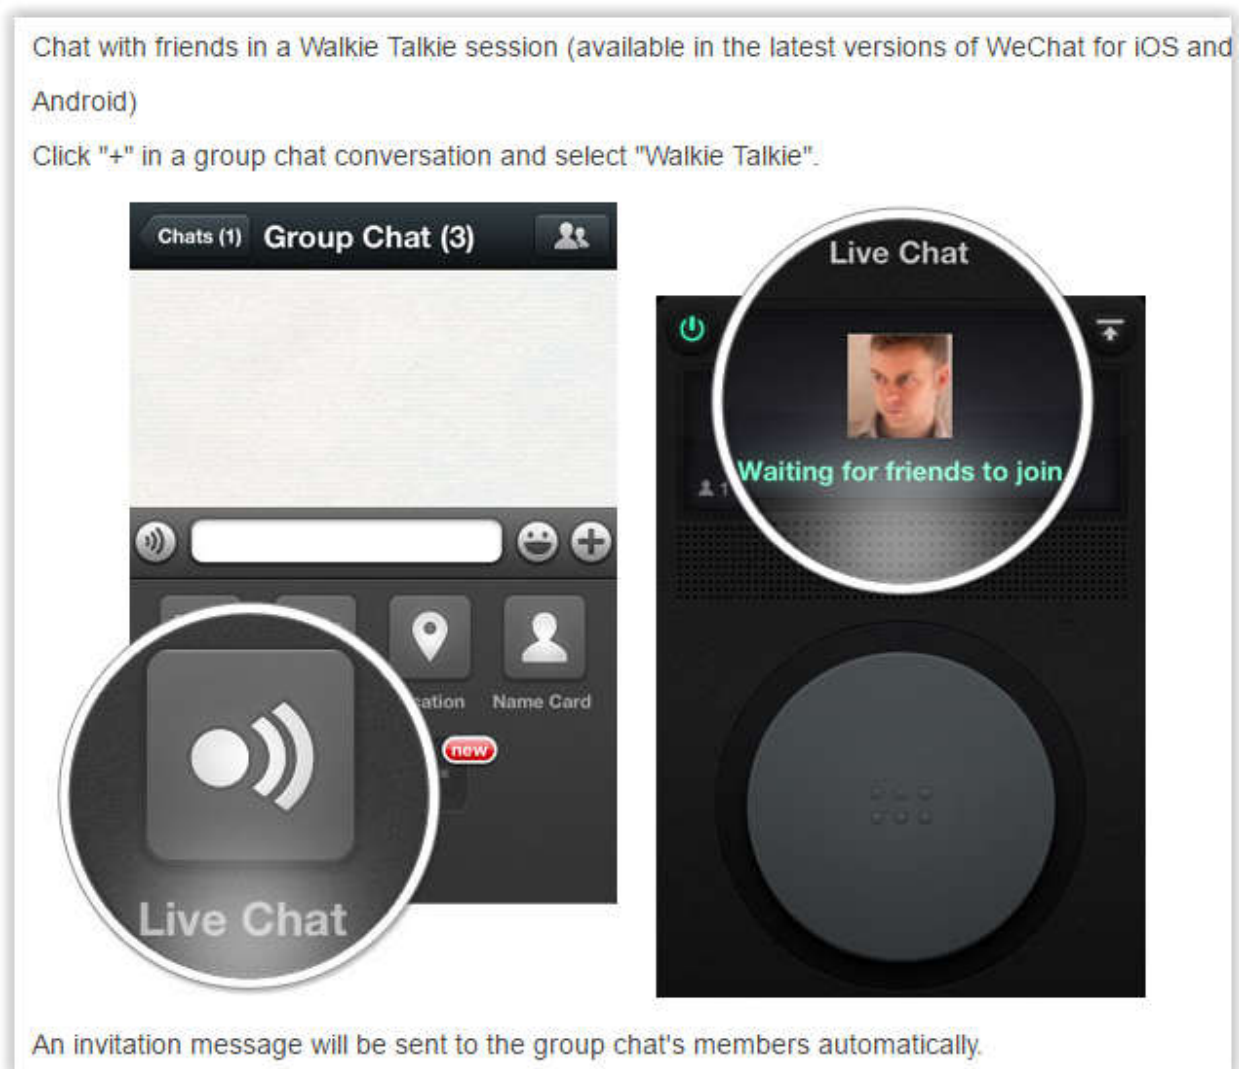 Chat with friends in a Walkie Talkie session (available in the latest versions of WeChat for iOS and
Android)
Click "+" in a group chat conversation and select "Walkie Talkie".
Chats (1) Group Chat (3)
Live Chat
Waiting for friends to join
1
Name Card
new
Live Chat
An invitation message will be sent to the group chat's members automatically.